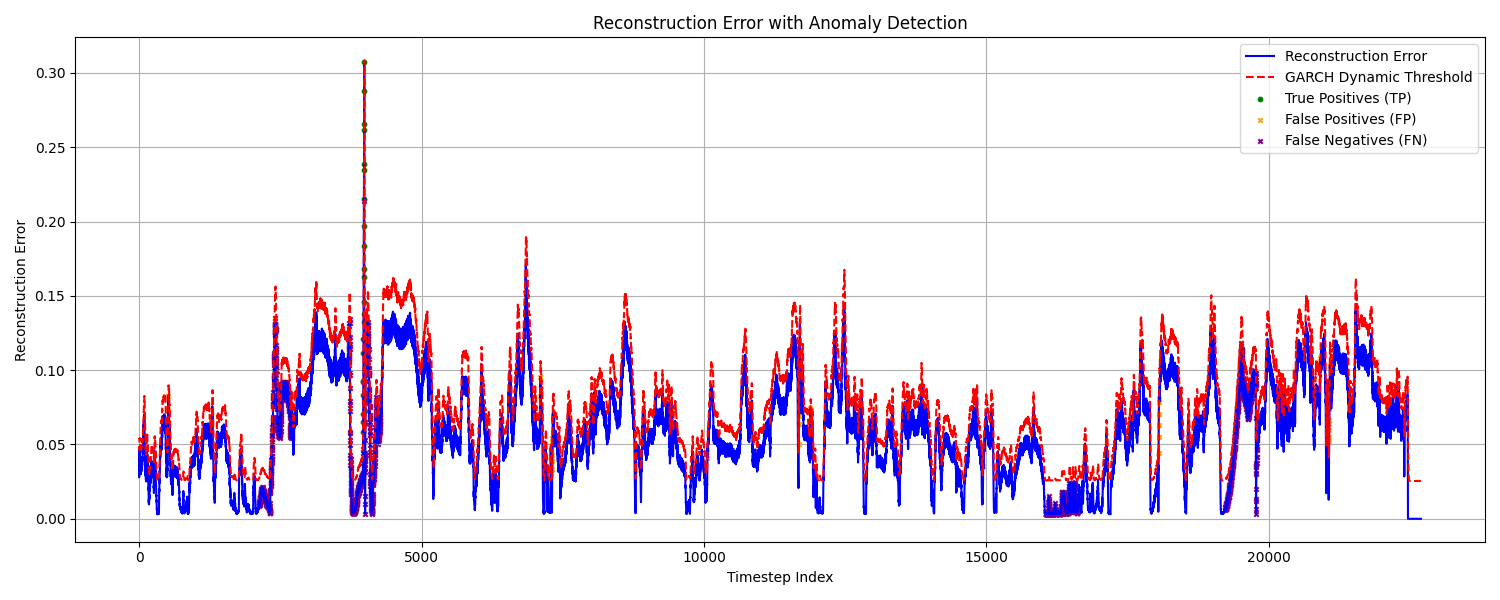 Reconstruction Error with Anomaly Detection
Reconstruction Error
GARCH Dynamic Threshold
True Positives (TP)
False Positives (FP)
False Negatives (FN)
Reconstruction Error
0.30
0.25
0.20
0.15
0.10
0.05
0.00
0 5000 10000 15000 20000
Timestep Index